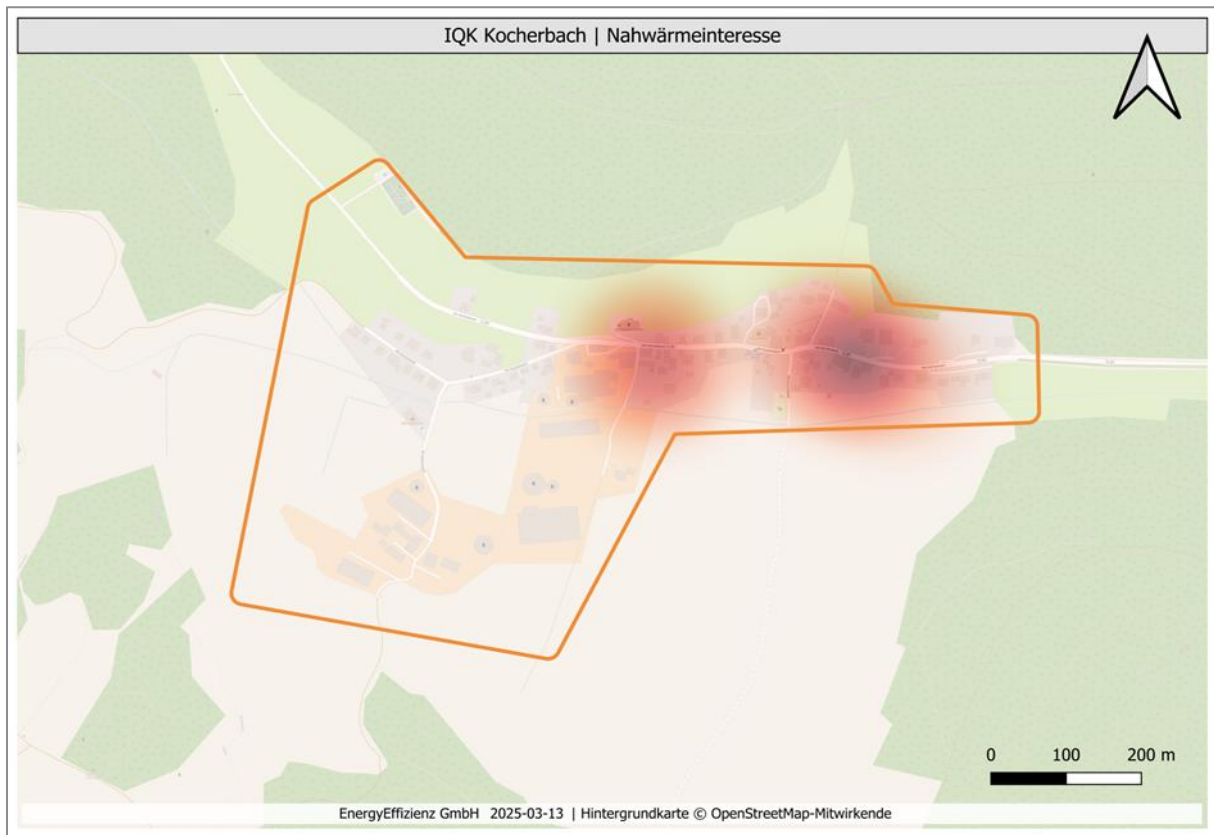 IQK Kocherbach | Nahwärmeinteresse
0 100 200 m
EnergyEffizienz GmbH 2025-03-13 | Hintergrundkarte © OpenStreetMap-Mitwirkende